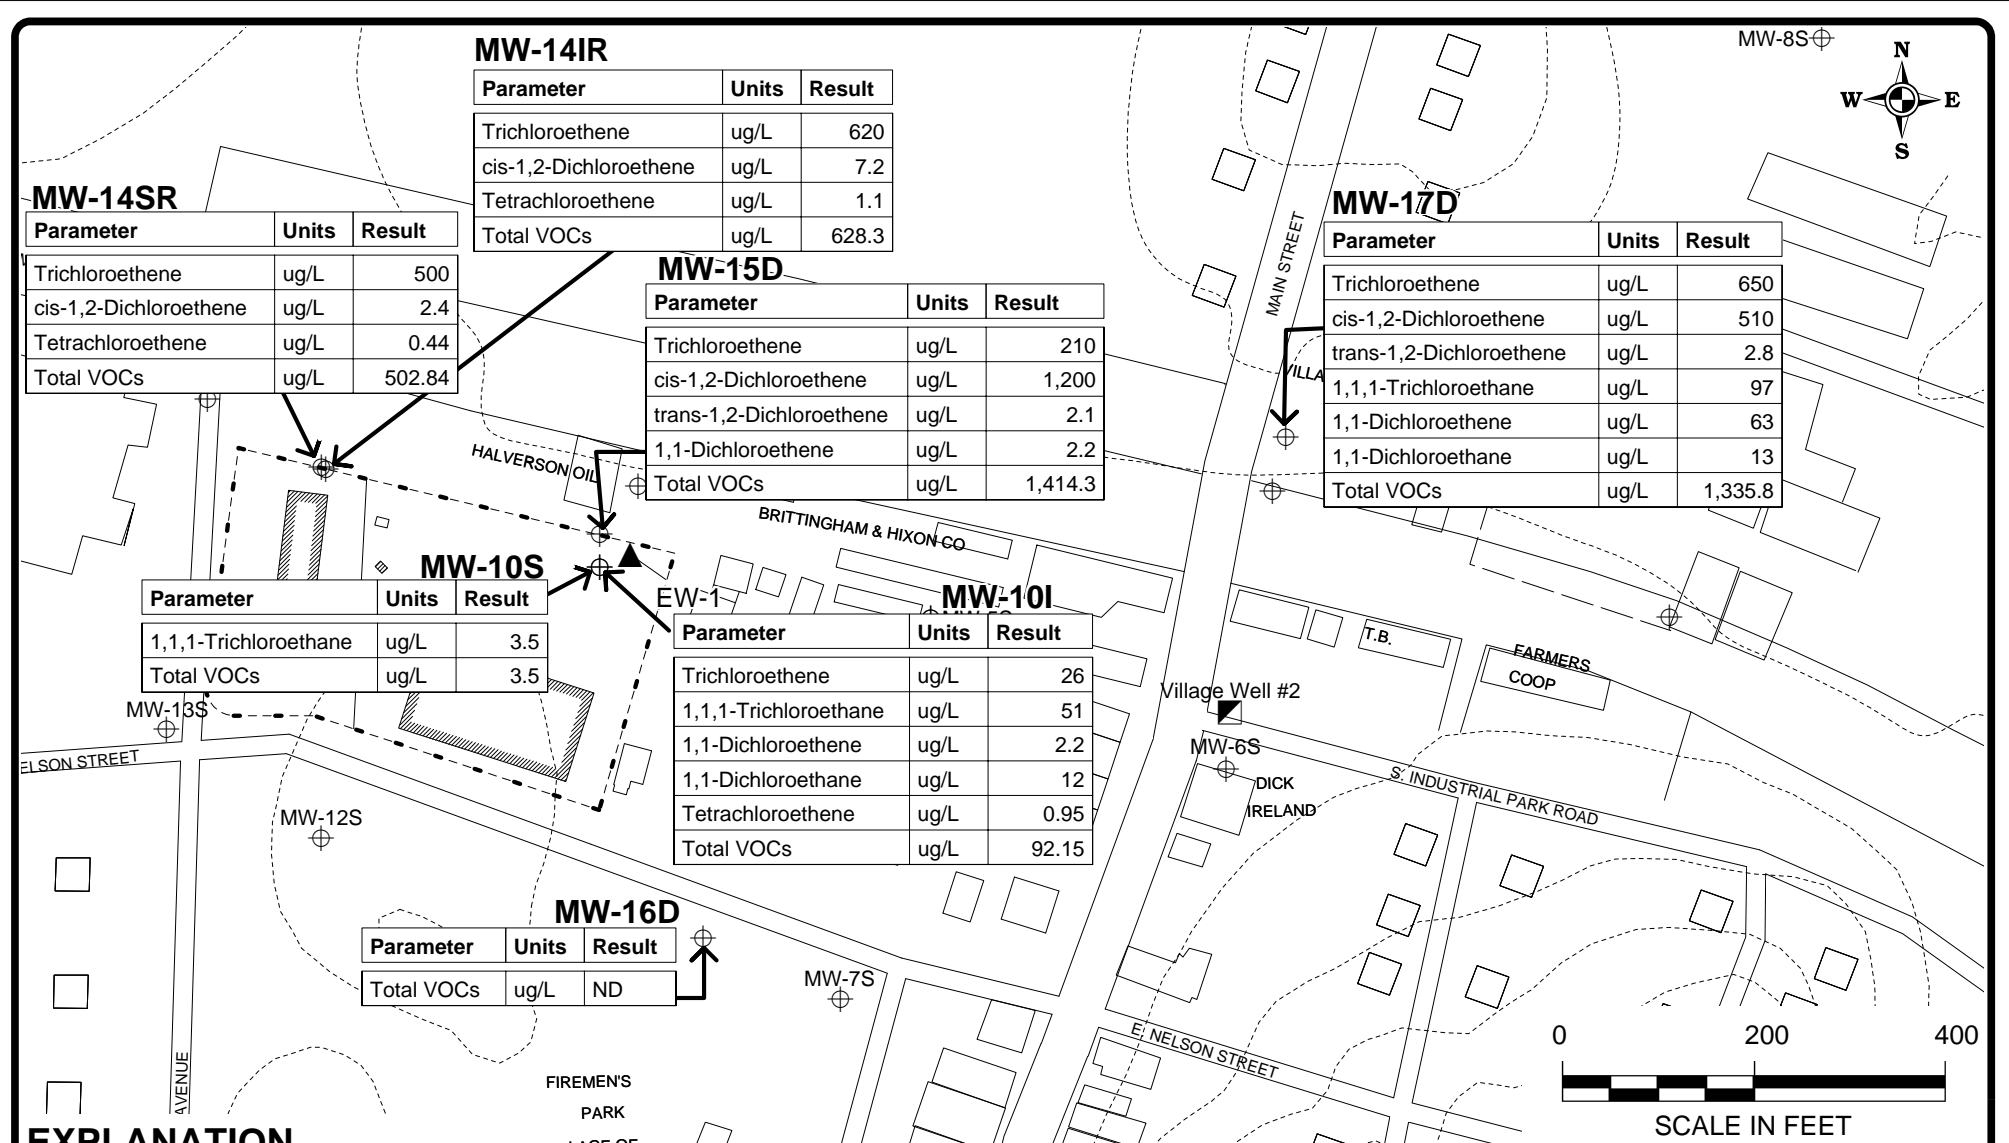 MW-14IR
Parameter Units Result
Trichloroethene ug/L 620
cis-1,2-Dichloroethene ug/L 7.2
Tetrachloroethene ug/L 1.1
Total VOCs ug/L 628.3
MW-8S
N
W E
S
MW-14SR
Parameter Units Result
Trichloroethene ug/L 500
cis-1,2-Dichloroethene ug/L 2.4
Tetrachloroethene ug/L 0.44
Total VOCs ug/L 502.84
MW-15D
Parameter Units Result
Trichloroethene ug/L 210
cis-1,2-Dichloroethene ug/L 1,200
trans-1,2-Dichloroethene ug/L 2.1
1,1-Dichloroethene ug/L 2.2
Total VOCs ug/L 1,414.3
MAIN STREET
MW-17D
Parameter Units Result
Trichloroethene ug/L 650
cis-1,2-Dichloroethene ug/L 510
trans-1,2-Dichloroethene ug/L 2.8
1,1,1-Trichloroethane ug/L 97
1,1-Dichloroethene ug/L 63
1,1-Dichloroethane ug/L 13
Total VOCs ug/L 1,335.8
VILLA
HALVERSON OIL
BRITTINGHAM & HIXON CO
MW-10S
Parameter Units Result
1,1,1-Trichloroethane ug/L 3.5
Total VOCs ug/L 3.5
EW-1
MW-10I
Parameter Units Result
Trichloroethene ug/L 26
1,1,1-Trichloroethane ug/L 51
1,1-Dichloroethene ug/L 2.2
1,1-Dichloroethane ug/L 12
Tetrachloroethene ug/L 0.95
Total VOCs ug/L 92.15
T.B.
FARMERS
COOP
Village Well #2
MW-6S
DICK
IRELAND
S. INDUSTRIAL PARK ROAD
MW-13S
ELSON STREET
MW-12S
MW-16D
Parameter Units Result
Total VOCs ug/L ND
MW-7S
E. NELSON STREET
AVENUE
FIREMEN'S
PARK
0 200 400
SCALE IN FEET
EXPLANATION